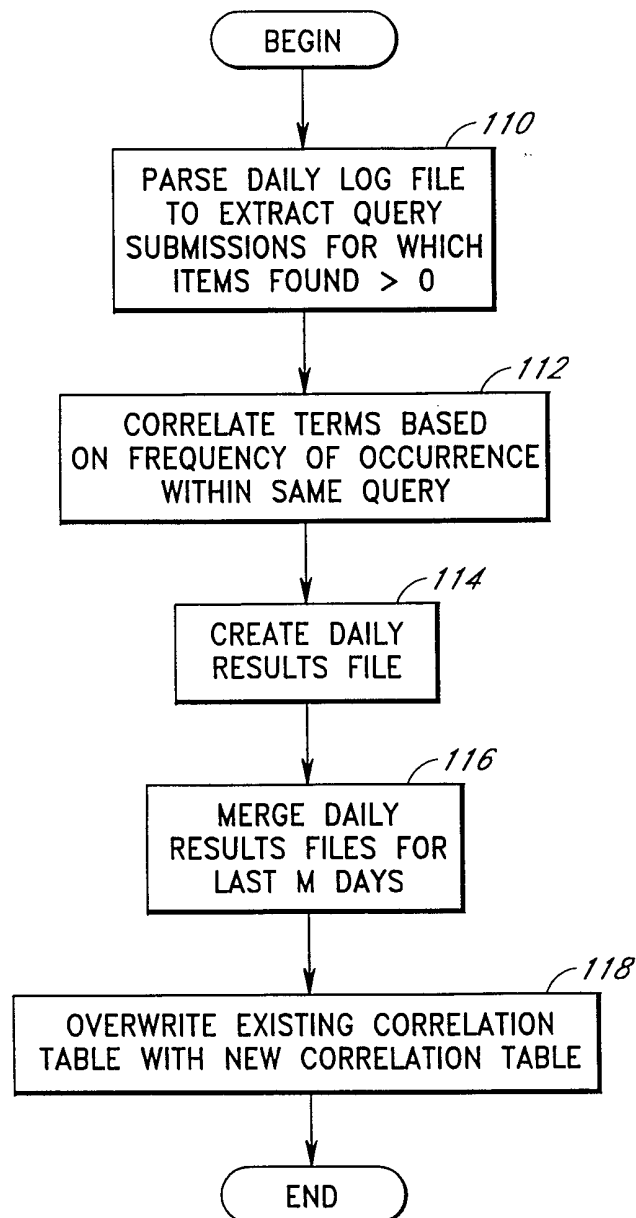 BEGIN
110
PARSE DAILY LOG FILE
TO EXTRACT QUERY
SUBMISSIONS FOR WHICH
ITEMS FOUND > 0
112
CORRELATE TERMS BASED
ON FREQUENCY OF OCCURRENCE
WITHIN SAME QUERY
114
CREATE DAILY
RESULTS FILE
116
MERGE DAILY
RESULTS FILES FOR
LAST M DAYS
118
OVERWRITE EXISTING CORRELATION
TABLE WITH NEW CORRELATION TABLE
END